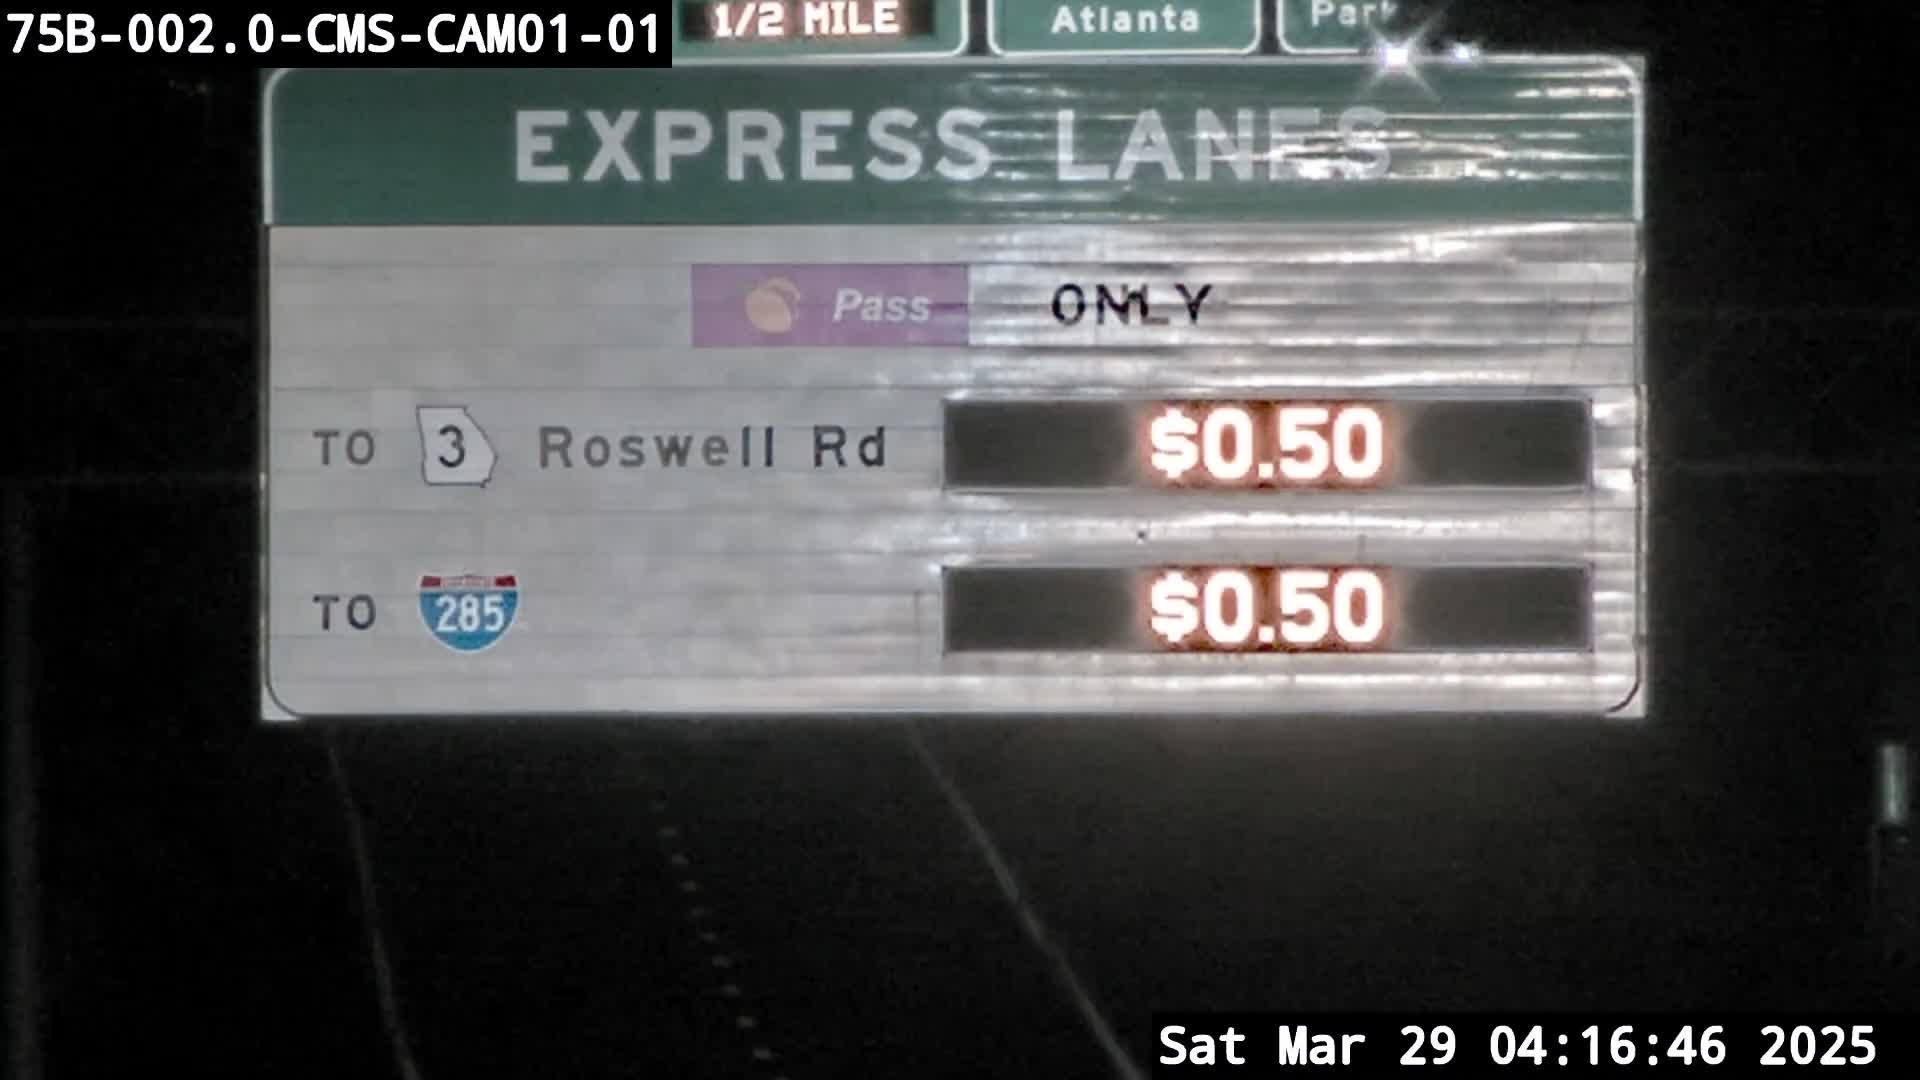 75B-002.0-CMS-CAM01-01
1/2 MILE
Atlanta
Park
EXPRESS LANES
Pass ONLY
TO 3 Roswell Rd $0.50
TO 285 $0.50
Sat Mar 29 04:16:46 2025